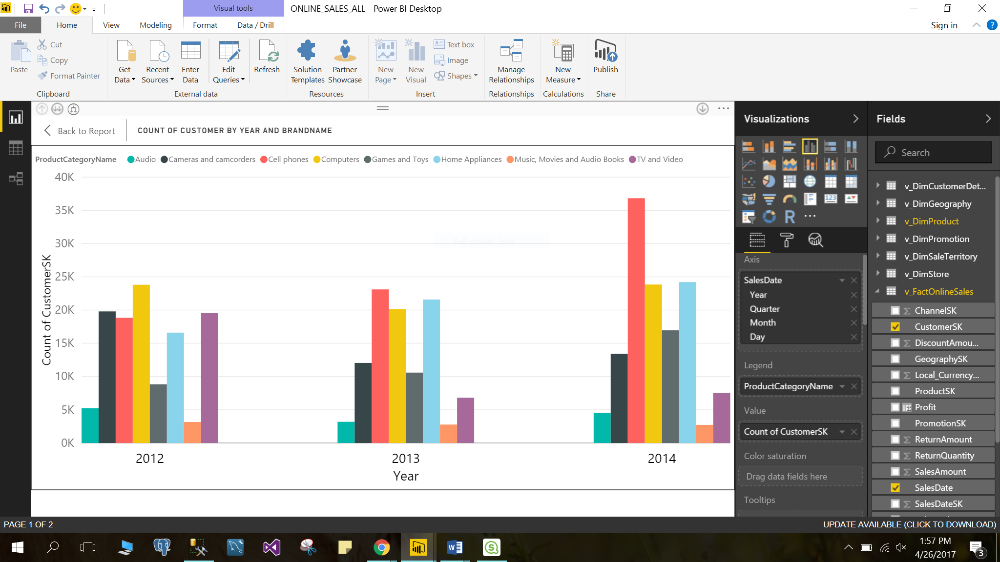 Visual tools
ONLINE_SALES_ALL - Power BI Desktop
File Home View Modeling Format Data / Drill Sign in ?
Paste
Cut
Copy
Format Painter
Get Data
Recent Sources
Enter Data
Edit Queries
Refresh
Solution Templates
Partner Showcase
New Page
New Visual
Text box
Image
Shapes
Manage Relationships
New Measure
Publish
Clipboard External data Resources Insert Relationships Calculations Share
Back to Report
COUNT OF CUSTOMER BY YEAR AND BRANDNAME
ProductCategoryName Audio Cameras and camcorders Cell phones Computers Games and Toys Home Appliances Music, Movies and Audio Books TV and Video
Count of CustomerSK
40K
35K
30K
25K
20K
15K
10K
5K
0K
Full-screen Snip
2012 2013 2014
Year
Visualizations
123
R
Axis
SalesDate
Year
Quarter
Month
Day
Legend
ProductCategoryName
Value
Count of CustomerSK
Color saturation
Drag data fields here
Tooltips
Fields
Search
v_DimCustomerDet...
v_DimGeography
v_DimProduct
v_DimPromotion
v_DimSaleTerritory
v_DimStore
v_FactOnlineSales
Σ ChannelSK
CustomerSK
Σ DiscountAmou...
GeographySK
Σ Local_Currency...
ProductSK
Profit
PromotionSK
Σ ReturnAmount
Σ ReturnQuantity
Σ SalesAmount
SalesDate
Σ SalesDateSK
PAGE 1 OF 2
UPDATE AVAILABLE (CLICK TO DOWNLOAD)
1:57 PM
4/26/2017
3